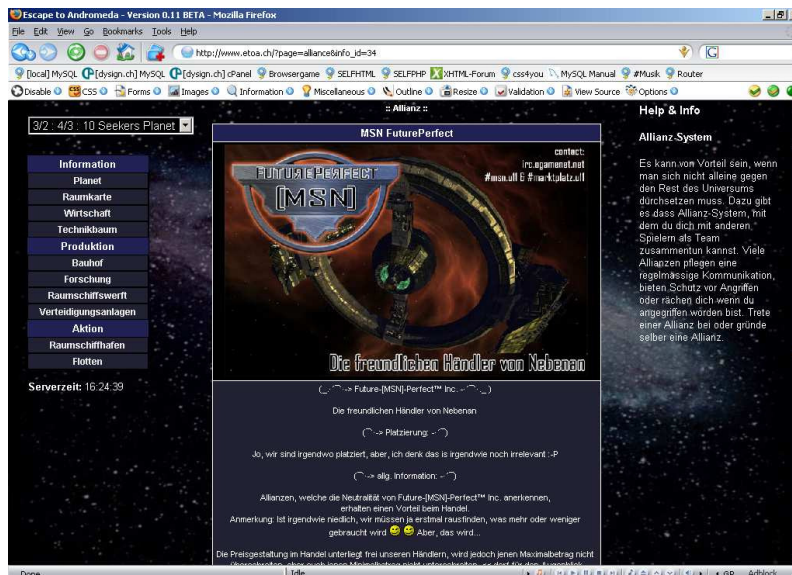 Escape to Andromeda - Version 0.11 BETA - Mozilla Firefox
File Edit View Go Bookmarks Tools Help
http://www.etoa.ch/?page=alliance&info_id=34
[local] MySQL [dysign.ch] MySQL [dysign.ch] cPanel Browsergame SELFHTML SELFPHP XHTML-Forum css4you MySQL Manual #Musik Router
Disable CSS Forms Images Information Miscellaneous Outline Resize Validation View Source Options
3/2 : 4/3 : 10 Seekers Planet
Information
Planet
Raumkarte
Wirtschaft
Technikbaum
Produktion
Bauhof
Forschung
Raumschiffswerft
Verteidigungsanlagen
Aktion
Raumschiffhafen
Flotten
Serverzeit: 16:24:39
:: Allianz ::
MSN FuturePerfect
contact:
irc.ogamenet.net
#msn.u11 & #marktplatz.u11
FUTUREPERFECT
[MSN]
Die freundlichen Händler von Nebenan
Future-[MSN]-Perfect™ Inc.
Die freundlichen Händler von Nebenan
Platzierung:
Jo, wir sind irgendwo platziert, aber, ich denk das is irgendwie noch irrelevant :-P
allg. Information:
Allianzen, welche die Neutralität von Future-[MSN]-Perfect™ Inc. anerkennen,
erhalten einen Vorteil beim Handel.
Anmerkung: Ist irgendwie niedlich, wir müssen ja erstmal rausfinden, was mehr oder weniger
gebraucht wird Aber, das wird...
Die Preisgestaltung im Handel unterliegt frei unseren Händlern, wird jedoch jenen Maximalbetrag nicht
Help & Info
Allianz-System
Es kann von Vorteil sein, wenn
man sich nicht alleine gegen
den Rest des Universums
dürchsetzen muss. Dazu gibt
es dass Allianz-System, mit
dem du dich mit anderen
Spielern als Team
zusammentun kannst. Viele
Allianzen pflegen eine
regelmässige Kommunikation,
bieten Schutz vor Angriffen
oder rächen dich wenn du
angegriffen wörden bist. Trete
einer Allianz bei oder gründe
selber eine Allianz.
Done
Idle
Adblock